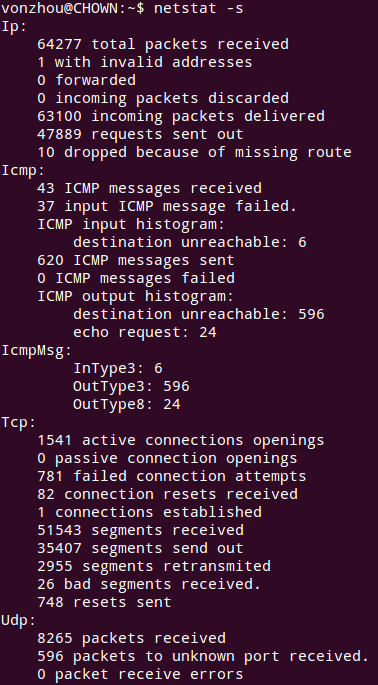 vonzhou@CHOWN:~$ netstat -s
Ip:
    64277 total packets received
    1 with invalid addresses
    0 forwarded
    0 incoming packets discarded
    63100 incoming packets delivered
    47889 requests sent out
    10 dropped because of missing route
Icmp:
    43 ICMP messages received
    37 input ICMP message failed.
    ICMP input histogram:
        destination unreachable: 6
    620 ICMP messages sent
    0 ICMP messages failed
    ICMP output histogram:
        destination unreachable: 596
        echo request: 24
IcmpMsg:
        InType3: 6
        OutType3: 596
        OutType8: 24
Tcp:
    1541 active connections openings
    0 passive connection openings
    781 failed connection attempts
    82 connection resets received
    1 connections established
    51543 segments received
    35407 segments send out
    2955 segments retransmited
    26 bad segments received.
    748 resets sent
Udp:
    8265 packets received
    596 packets to unknown port received.
    0 packet receive errors